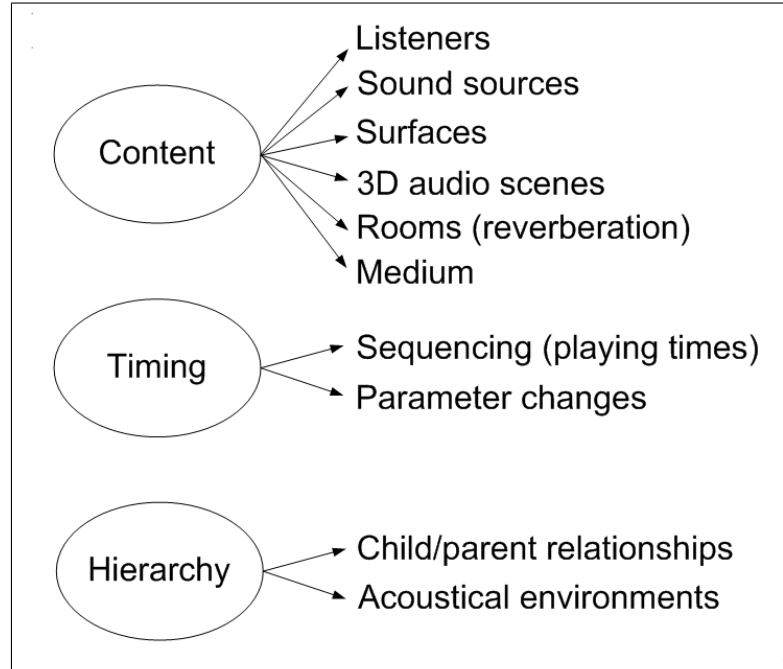 Listeners
Sound sources
Content
Surfaces
3D audio scenes
Rooms (reverberation)
Medium
Timing
Sequencing (playing times)
Parameter changes
Hierarchy
Child/parent relationships
Acoustical environments